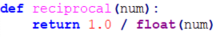 def reciprocal(num):
    return 1.0 / float(num)